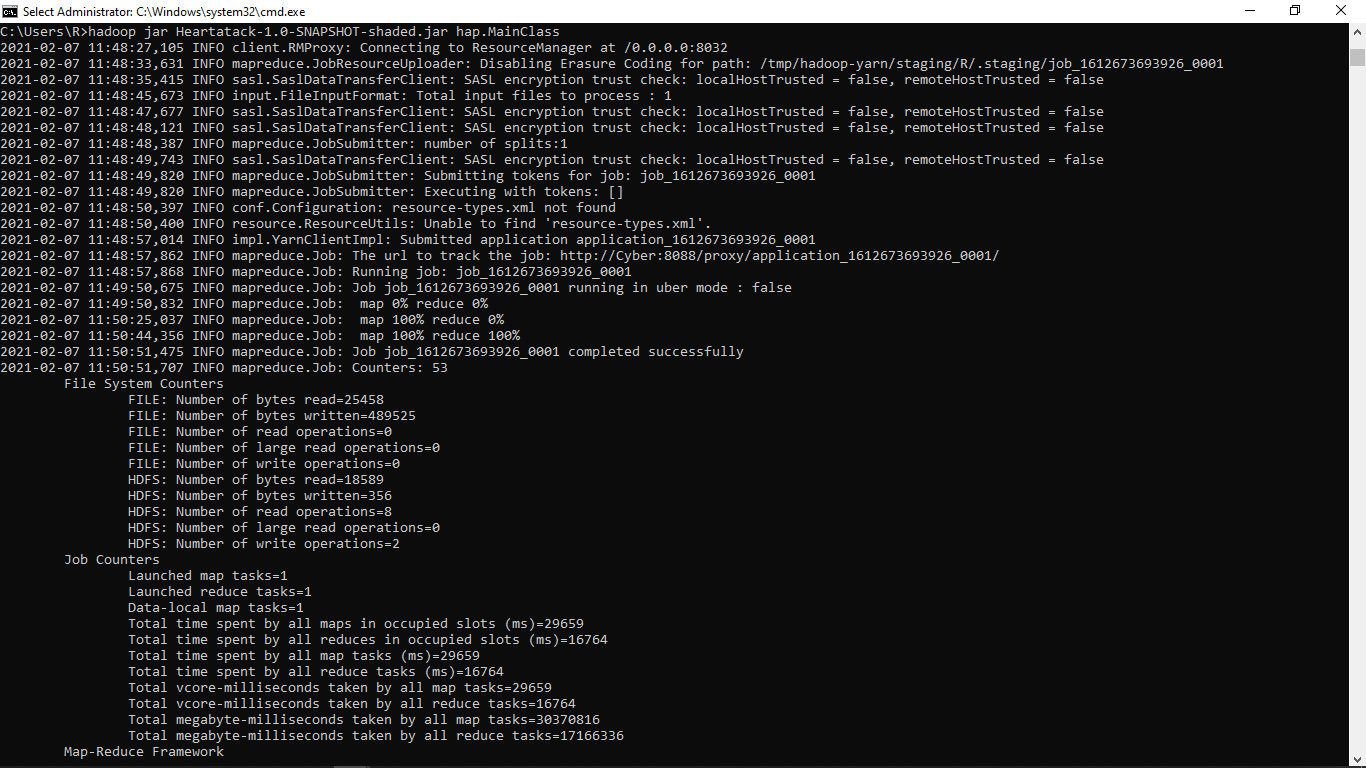 Select Administrator: C:\Windows\system32\cmd.exe
C:\Users\R>hadoop jar Heartatack-1.0-SNAPSHOT-shaded.jar hap.MainClass
2021-02-07 11:48:27,105 INFO client.RMProxy: Connecting to ResourceManager at /0.0.0.0:8032
2021-02-07 11:48:33,631 INFO mapreduce.JobResourceUploader: Disabling Erasure Coding for path: /tmp/hadoop-yarn/staging/R/.staging/job_1612673693926_0001
2021-02-07 11:48:35,415 INFO sasl.SaslDataTransferClient: SASL encryption trust check: localHostTrusted = false, remoteHostTrusted = false
2021-02-07 11:48:45,673 INFO input.FileInputFormat: Total input files to process : 1
2021-02-07 11:48:47,677 INFO sasl.SaslDataTransferClient: SASL encryption trust check: localHostTrusted = false, remoteHostTrusted = false
2021-02-07 11:48:48,121 INFO sasl.SaslDataTransferClient: SASL encryption trust check: localHostTrusted = false, remoteHostTrusted = false
2021-02-07 11:48:48,387 INFO mapreduce.JobSubmitter: number of splits:1
2021-02-07 11:48:49,743 INFO sasl.SaslDataTransferClient: SASL encryption trust check: localHostTrusted = false, remoteHostTrusted = false
2021-02-07 11:48:49,820 INFO mapreduce.JobSubmitter: Submitting tokens for job: job_1612673693926_0001
2021-02-07 11:48:49,820 INFO mapreduce.JobSubmitter: Executing with tokens: []
2021-02-07 11:48:50,397 INFO conf.Configuration: resource-types.xml not found
2021-02-07 11:48:50,400 INFO resource.ResourceUtils: Unable to find 'resource-types.xml'.
2021-02-07 11:48:57,014 INFO impl.YarnClientImpl: Submitted application application_1612673693926_0001
2021-02-07 11:48:57,862 INFO mapreduce.Job: The url to track the job: http://Cyber:8088/proxy/application_1612673693926_0001/
2021-02-07 11:48:57,868 INFO mapreduce.Job: Running job: job_1612673693926_0001
2021-02-07 11:49:50,675 INFO mapreduce.Job: Job job_1612673693926_0001 running in uber mode : false
2021-02-07 11:49:50,832 INFO mapreduce.Job:  map 0% reduce 0%
2021-02-07 11:50:25,037 INFO mapreduce.Job:  map 100% reduce 0%
2021-02-07 11:50:44,356 INFO mapreduce.Job:  map 100% reduce 100%
2021-02-07 11:50:51,475 INFO mapreduce.Job: Job job_1612673693926_0001 completed successfully
2021-02-07 11:50:51,707 INFO mapreduce.Job: Counters: 53
File System Counters
FILE: Number of bytes read=25458
FILE: Number of bytes written=489525
FILE: Number of read operations=0
FILE: Number of large read operations=0
FILE: Number of write operations=0
HDFS: Number of bytes read=18589
HDFS: Number of bytes written=356
HDFS: Number of read operations=8
HDFS: Number of large read operations=0
HDFS: Number of write operations=2
Job Counters
Launched map tasks=1
Launched reduce tasks=1
Data-local map tasks=1
Total time spent by all maps in occupied slots (ms)=29659
Total time spent by all reduces in occupied slots (ms)=16764
Total time spent by all map tasks (ms)=29659
Total time spent by all reduce tasks (ms)=16764
Total vcore-milliseconds taken by all map tasks=29659
Total vcore-milliseconds taken by all reduce tasks=16764
Total megabyte-milliseconds taken by all map tasks=30370816
Total megabyte-milliseconds taken by all reduce tasks=17166336
Map-Reduce Framework